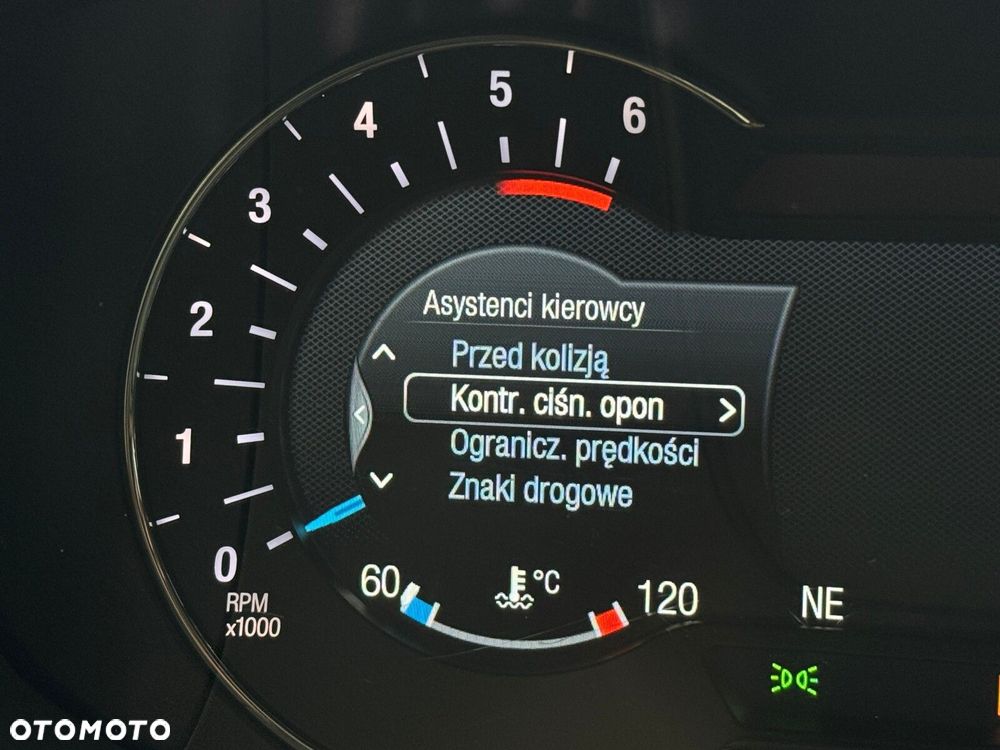 6
5
4
3
2
1
0
RPM
x1000
Asystenci kierowcy
Przed kolizją
Kontr. ciśn. opon
Ogranicz. prędkości
Znaki drogowe
60
°C
120
NE
OTOMOTO